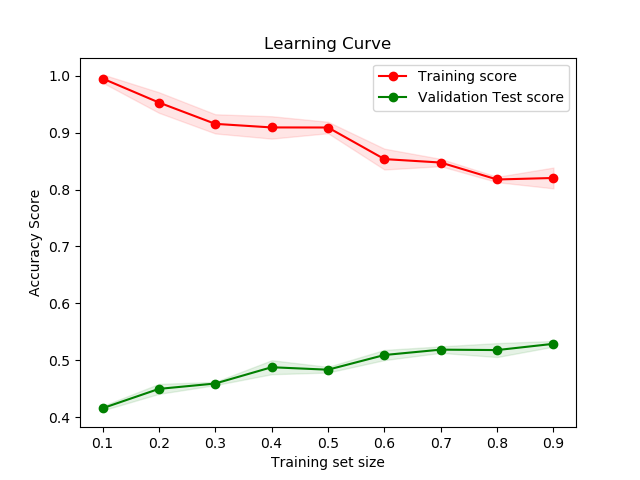 Learning Curve
Training score
Validation Test score
Accuracy Score
1.0
0.9
0.8
0.7
0.6
0.5
0.4
0.1 0.2 0.3 0.4 0.5 0.6 0.7 0.8 0.9
Training set size